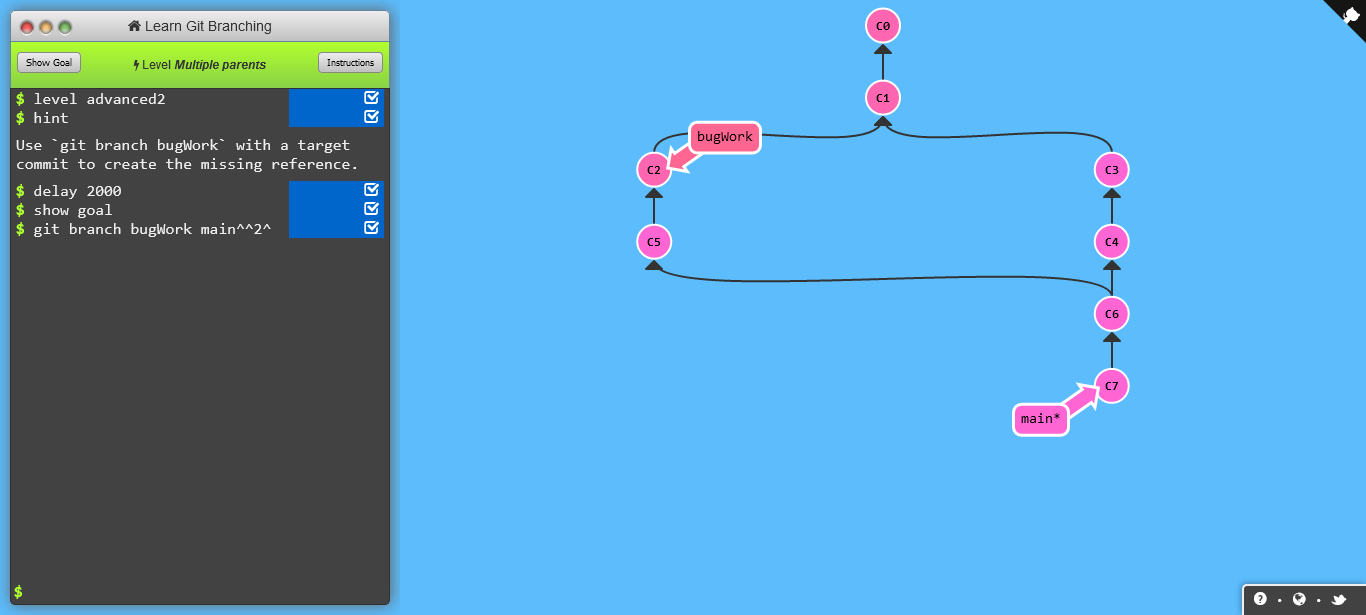 Learn Git Branching
Show Goal
Level Multiple parents
Instructions
$ level advanced2
$ hint
Use `git branch bugWork` with a target
commit to create the missing reference.
$ delay 2000
$ show goal
$ git branch bugWork main^^2^
$
C0
C1
bugWork
C2
C3
C5
C4
C6
C7
main*